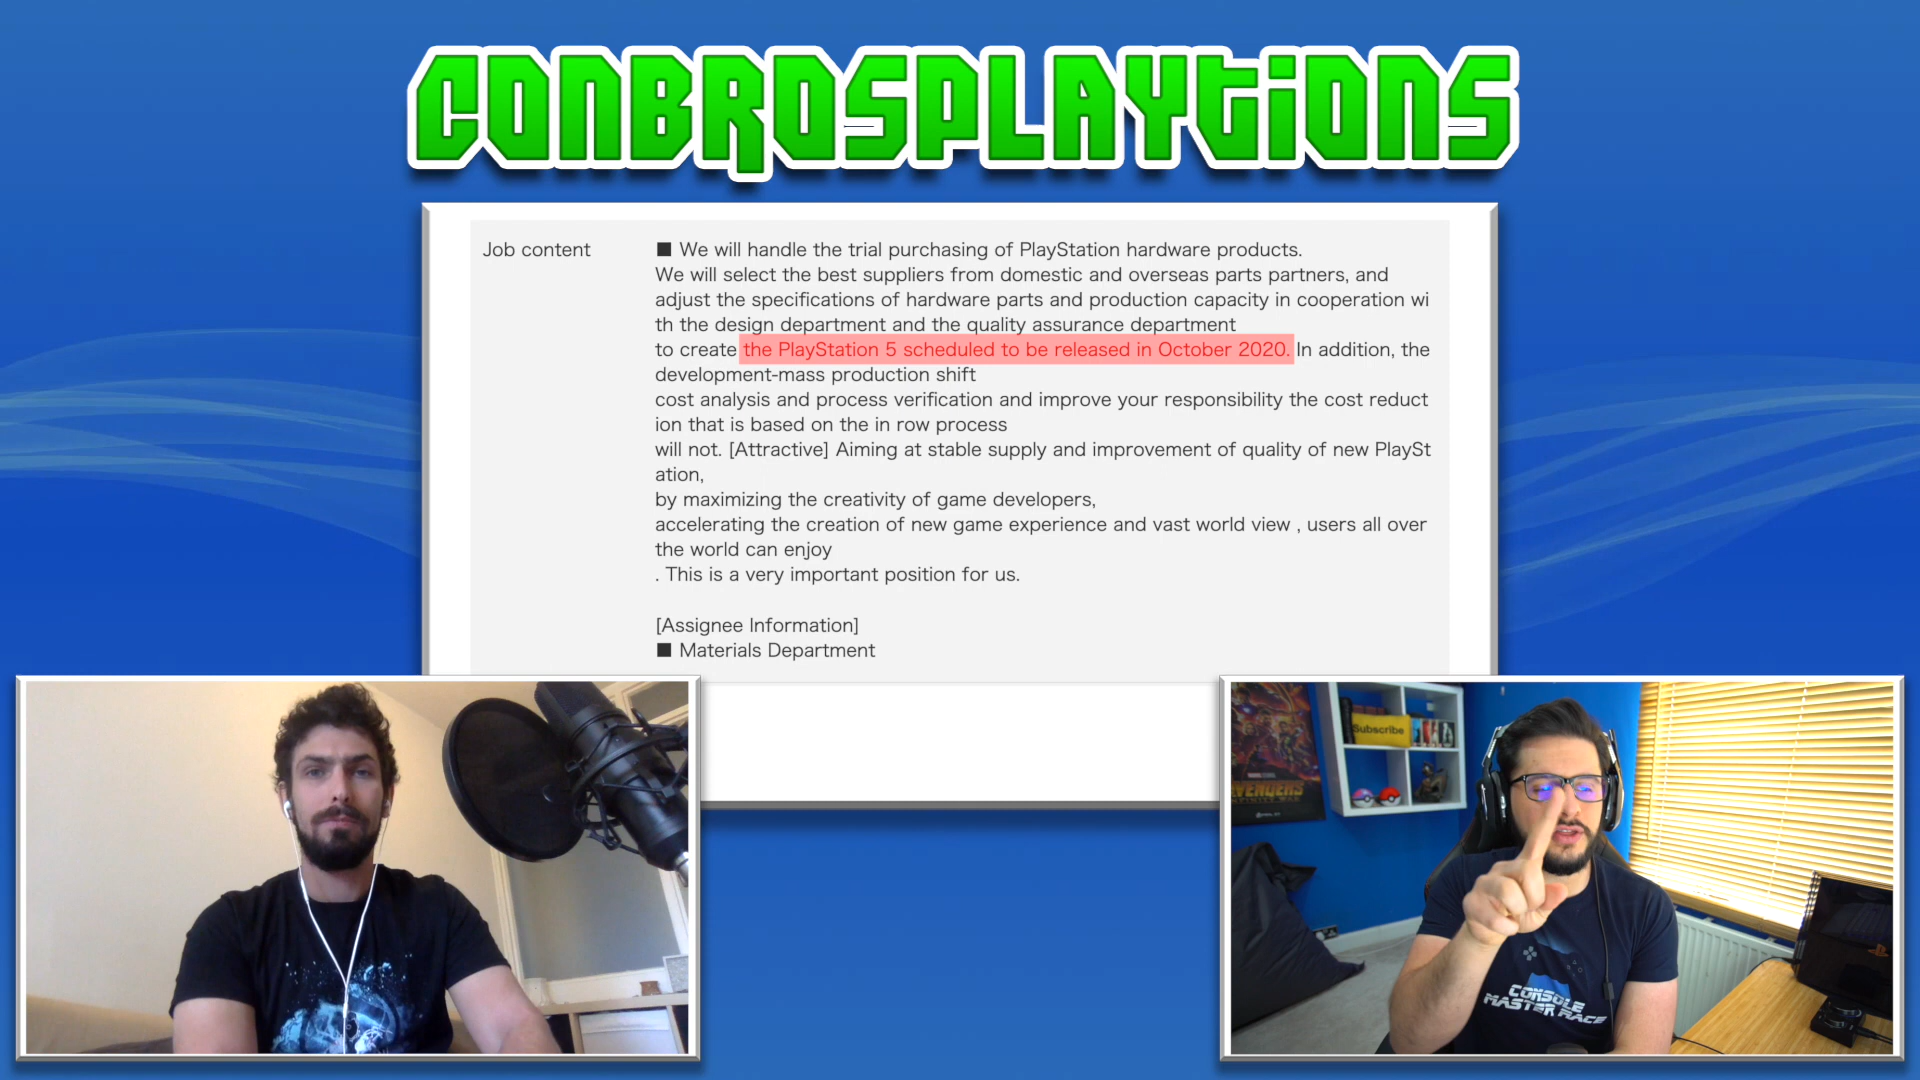 CONBROSPLAYTIONS
Job content
■ We will handle the trial purchasing of PlayStation hardware products.
We will select the best suppliers from domestic and overseas parts partners, and
adjust the specifications of hardware parts and production capacity in cooperation wi
th the design department and the quality assurance department
to create the PlayStation 5 scheduled to be released in October 2020. In addition, the
development-mass production shift
cost analysis and process verification and improve your responsibility the cost reduct
ion that is based on the in row process
will not. [Attractive] Aiming at stable supply and improvement of quality of new PlaySt
ation,
by maximizing the creativity of game developers,
accelerating the creation of new game experience and vast world view , users all over
the world can enjoy
. This is a very important position for us.
[Assignee Information]
■ Materials Department
Subscribe
AVENGERS
INFINITY WAR
CONSOLE
MASTER RACE